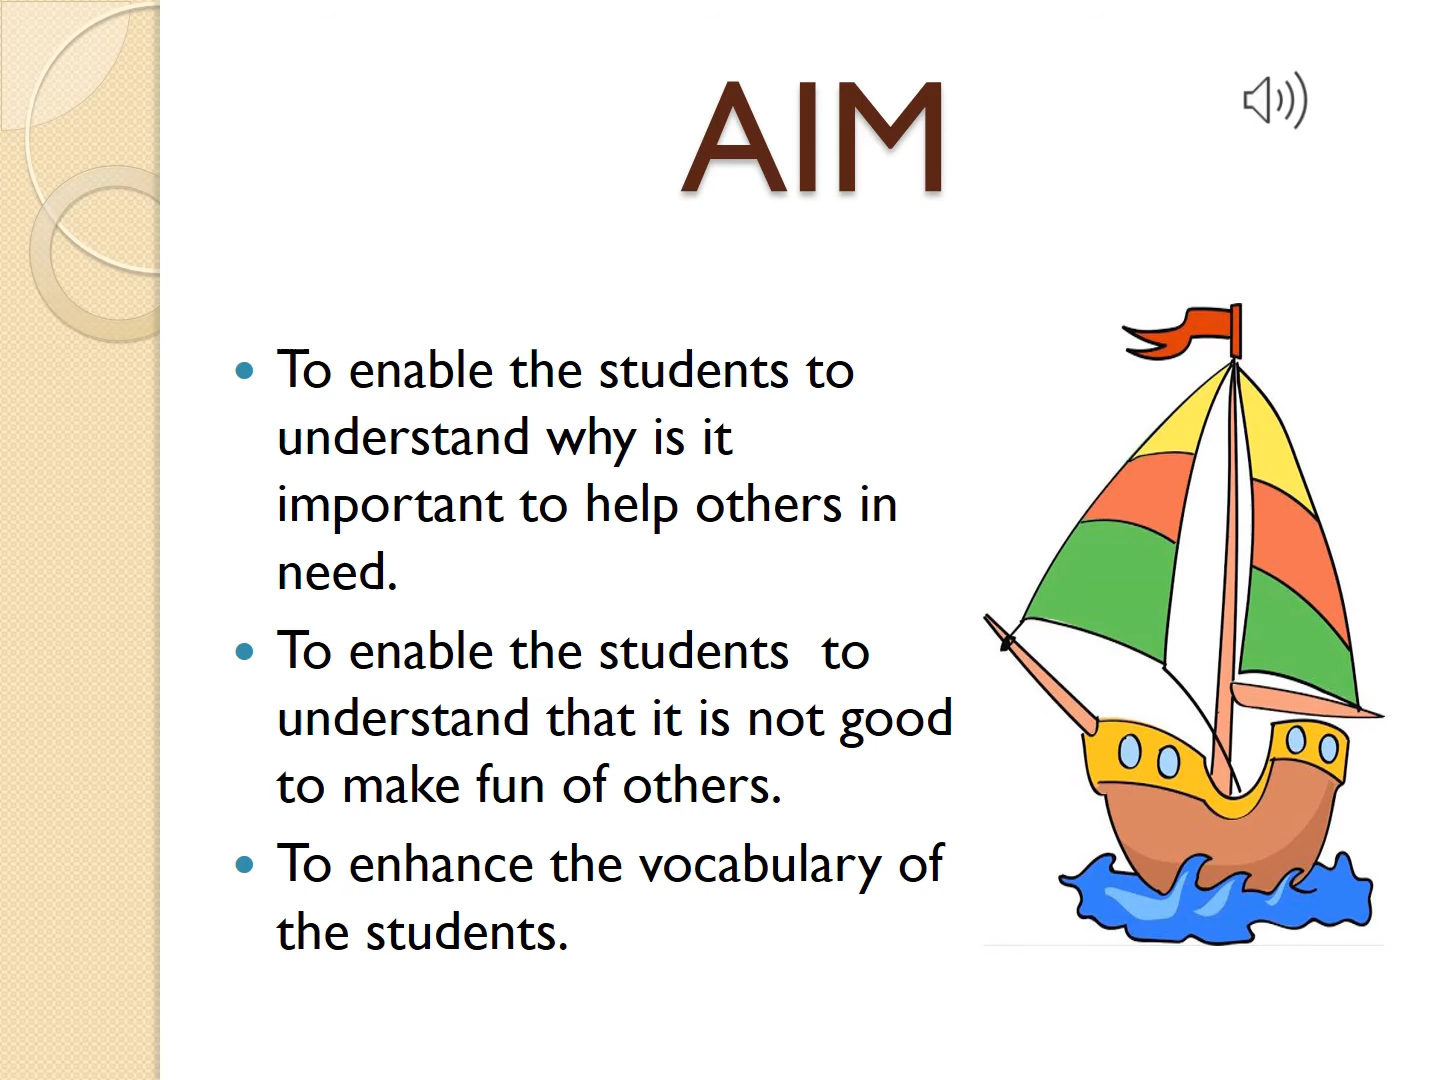 AIM
• To enable the students to
understand why is it
important to help others in
need.
• To enable the students  to
understand that it is not good
to make fun of others.
• To enhance the vocabulary of
the students.